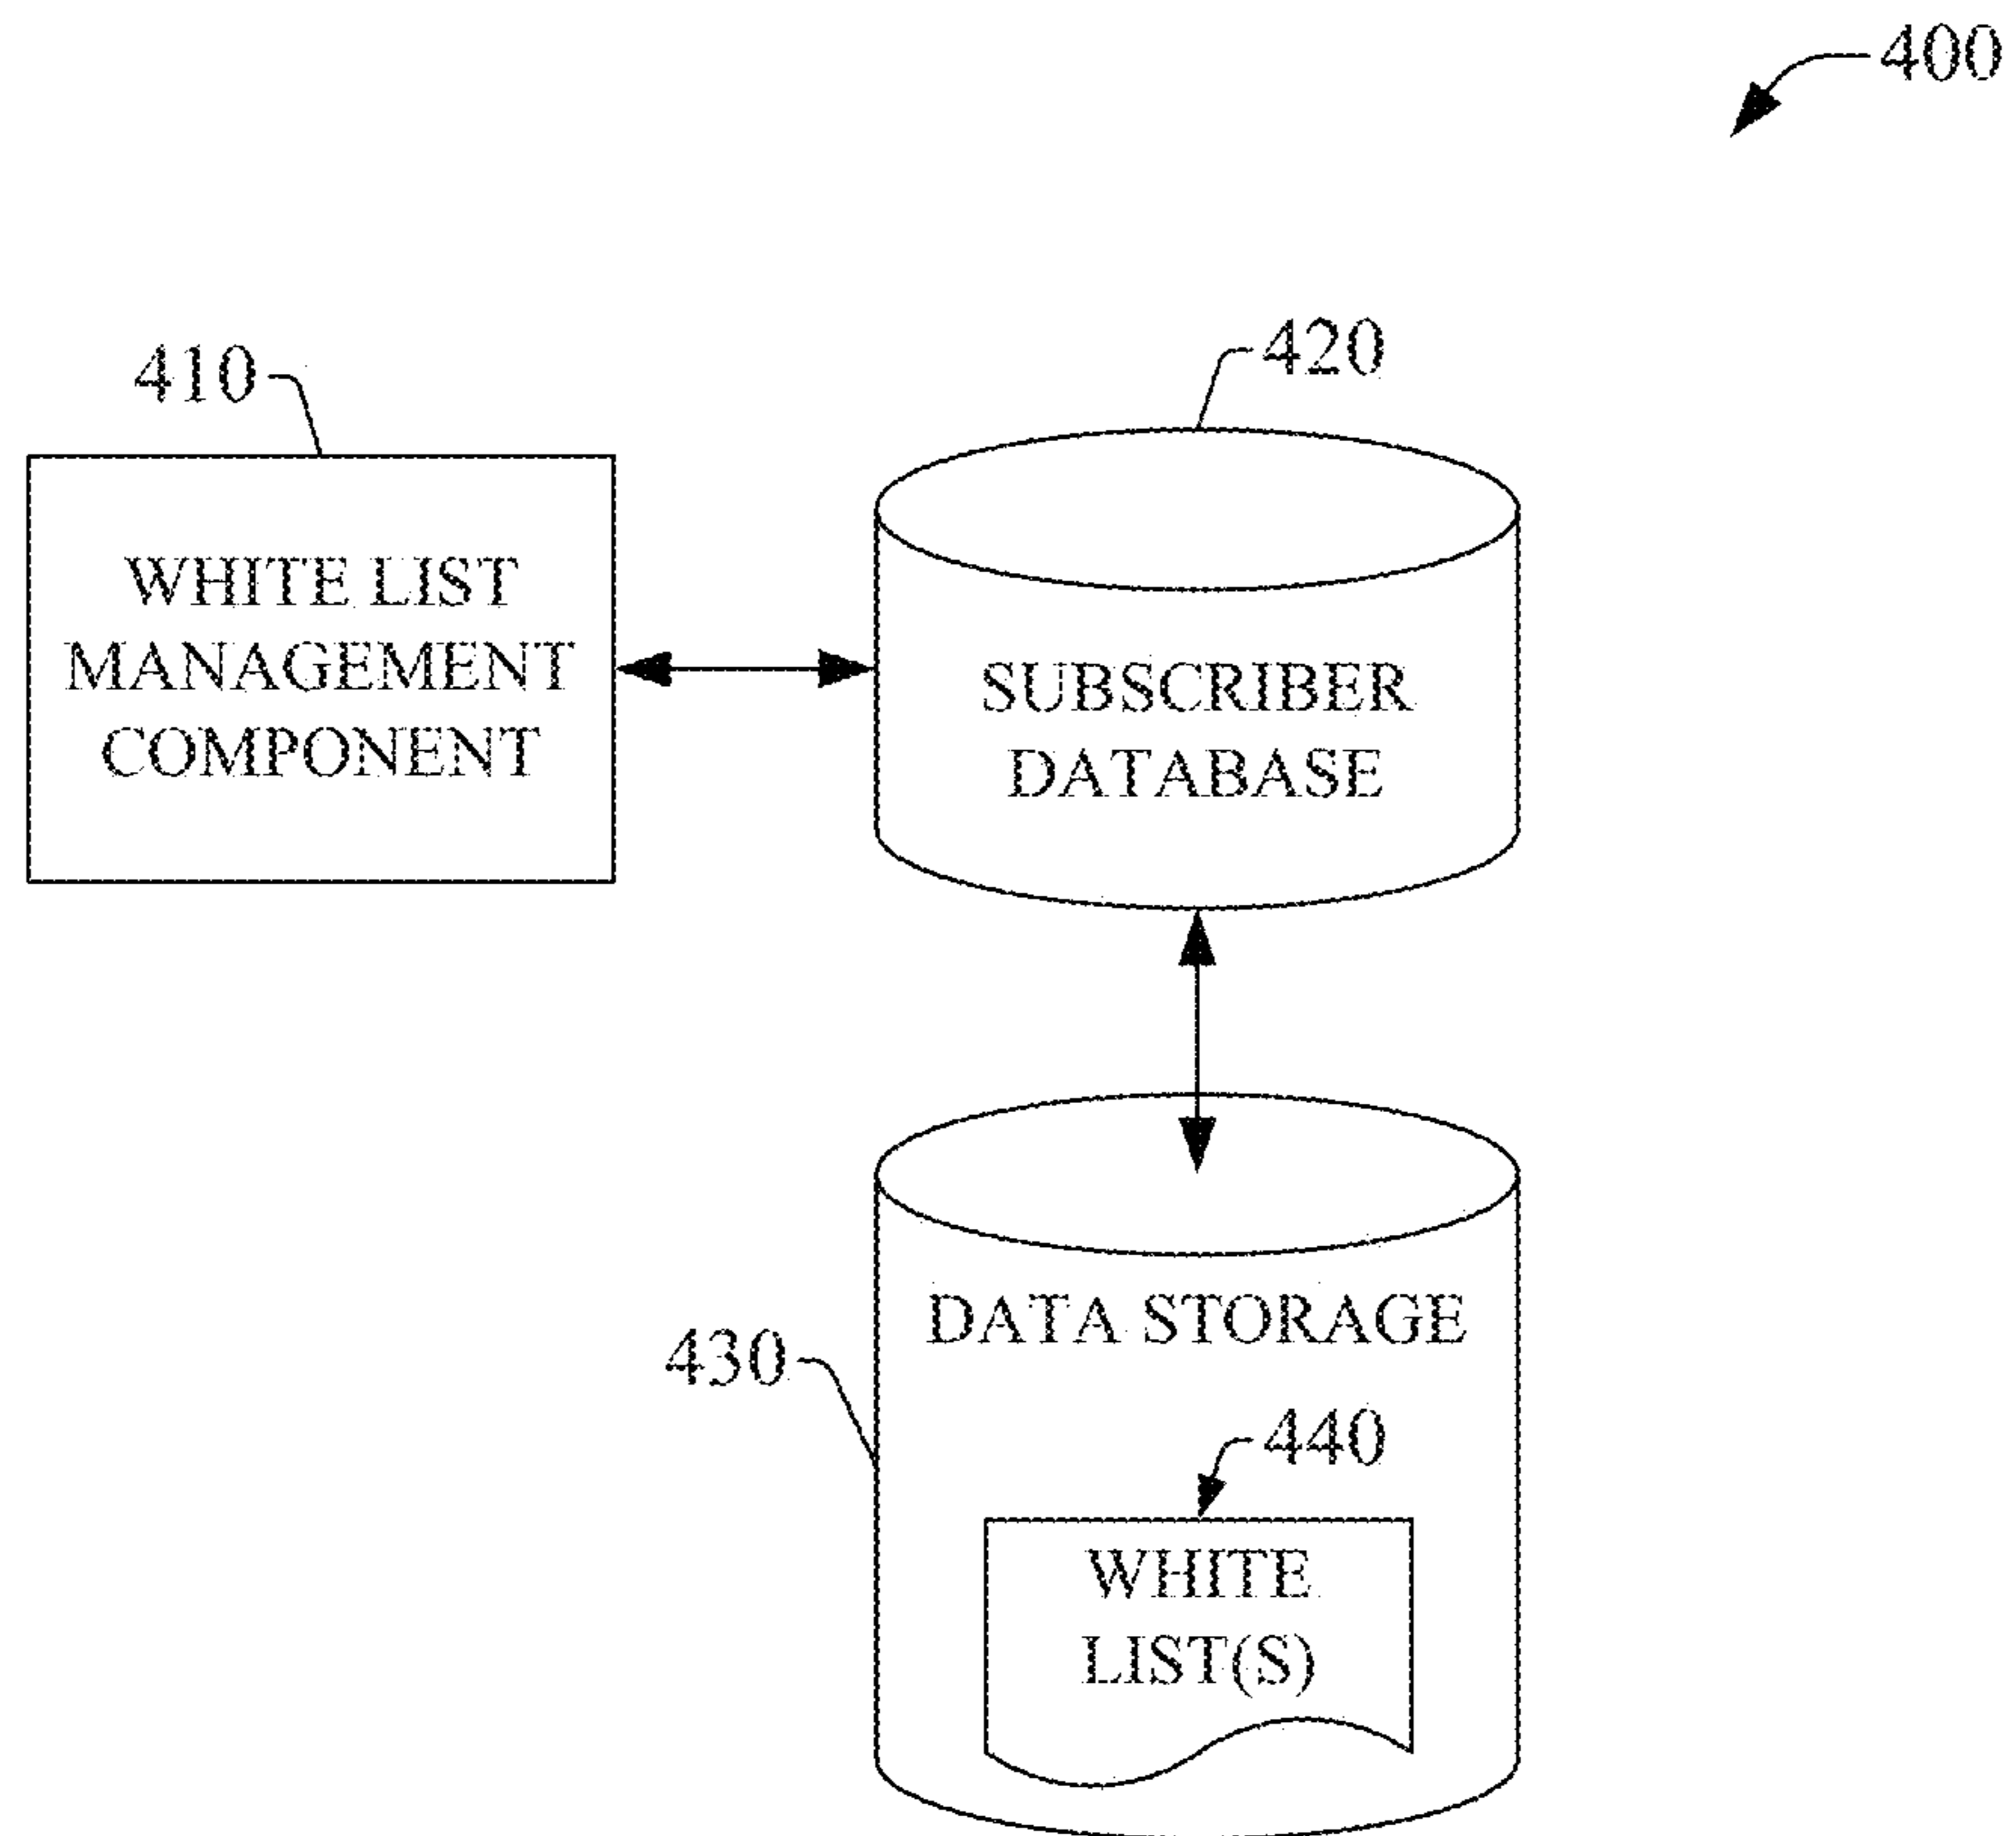 400
410
420
WHITE LIST
MANAGEMENT
COMPONENT
SUBSCRIBER
DATABASE
DATA STORAGE
430
440
WHITE
LIST(S)